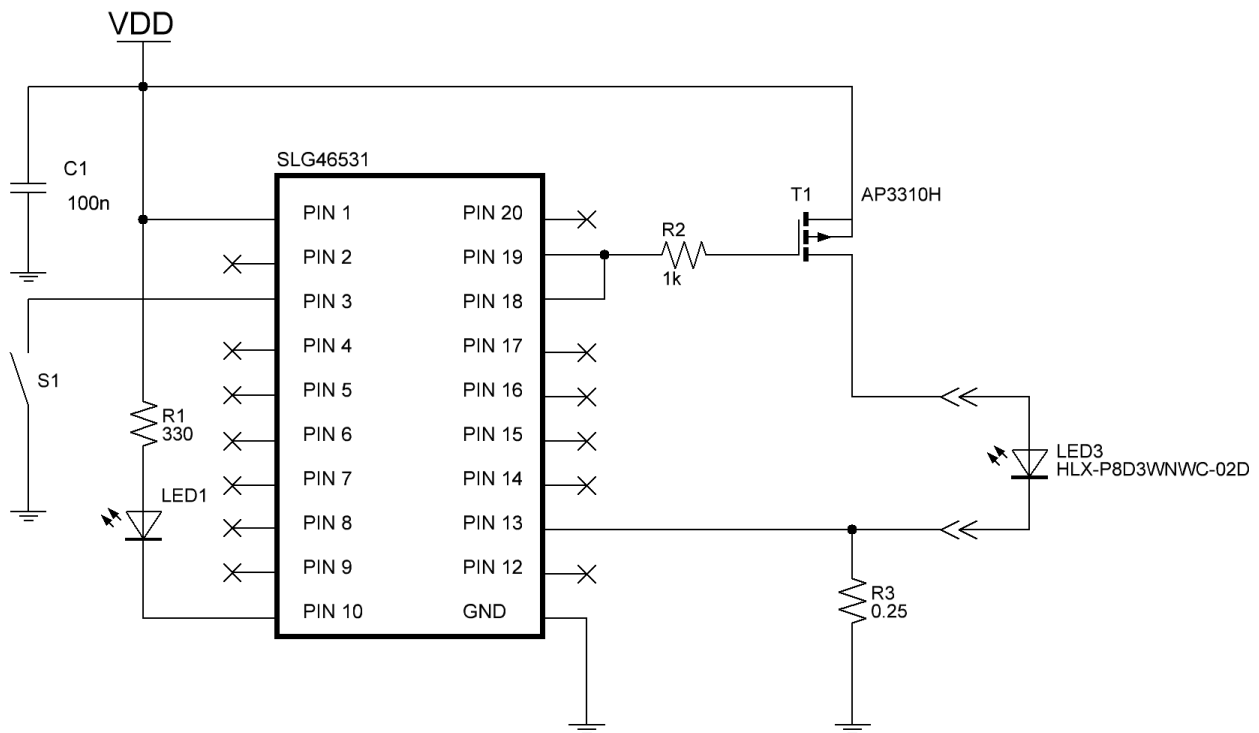 VDD
SLG46531
C1
100n
T1
AP3310H
PIN 1
PIN 20
R2
1k
PIN 2
PIN 19
PIN 3
PIN 18
PIN 4
PIN 17
S1
PIN 5
PIN 16
R1
330
PIN 6
PIN 15
LED3
HLX-P8D3WNWC-02D
PIN 7
PIN 14
LED1
PIN 8
PIN 13
PIN 9
PIN 12
R3
0.25
PIN 10
GND